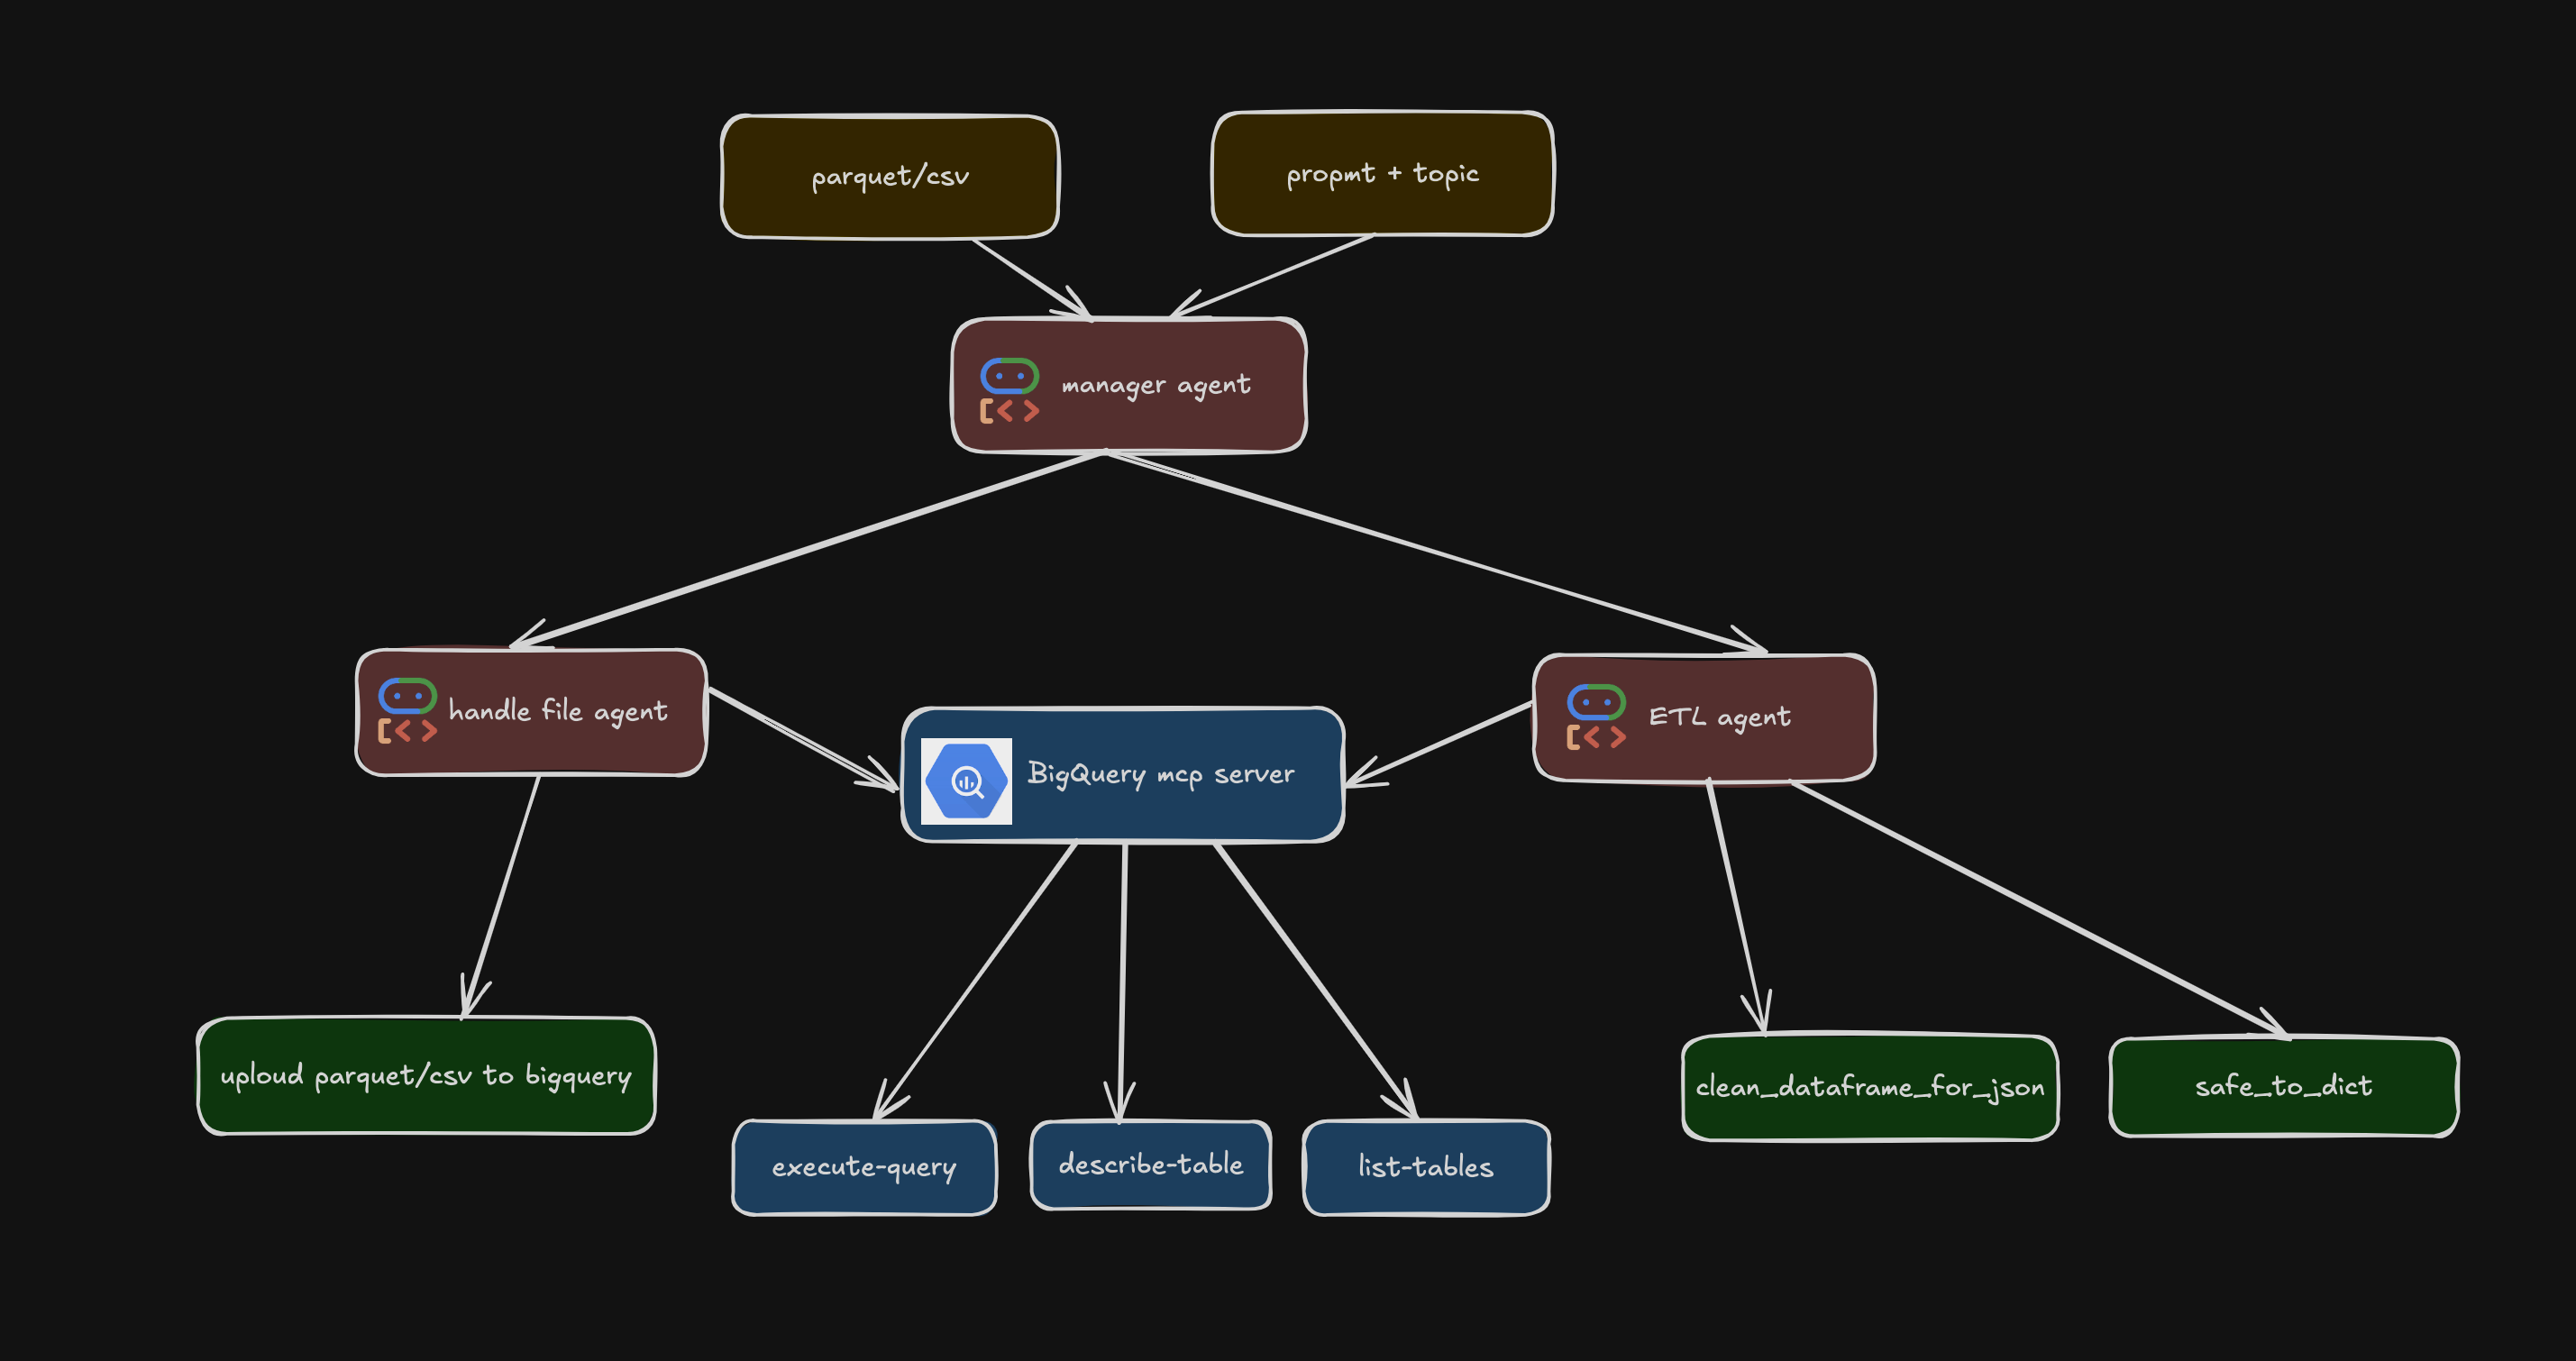 parquet/csv
propmt + topic
manager agent
handle file agent
BigQuery mcp server
ETL agent
upload parquet/csv to bigquery
execute-query
describe-table
list-tables
clean_dataframe_for_json
safe_to_dict